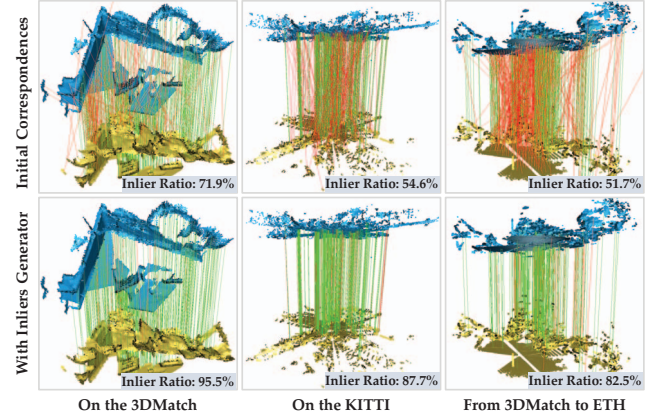 Initial Correspondences
Inlier Ratio: 71.9%
Inlier Ratio: 54.6%
Inlier Ratio: 51.7%
With Inliers Generator
Inlier Ratio: 95.5%
Inlier Ratio: 87.7%
Inlier Ratio: 82.5%
On the 3DMatch
On the KITTI
From 3DMatch to ETH